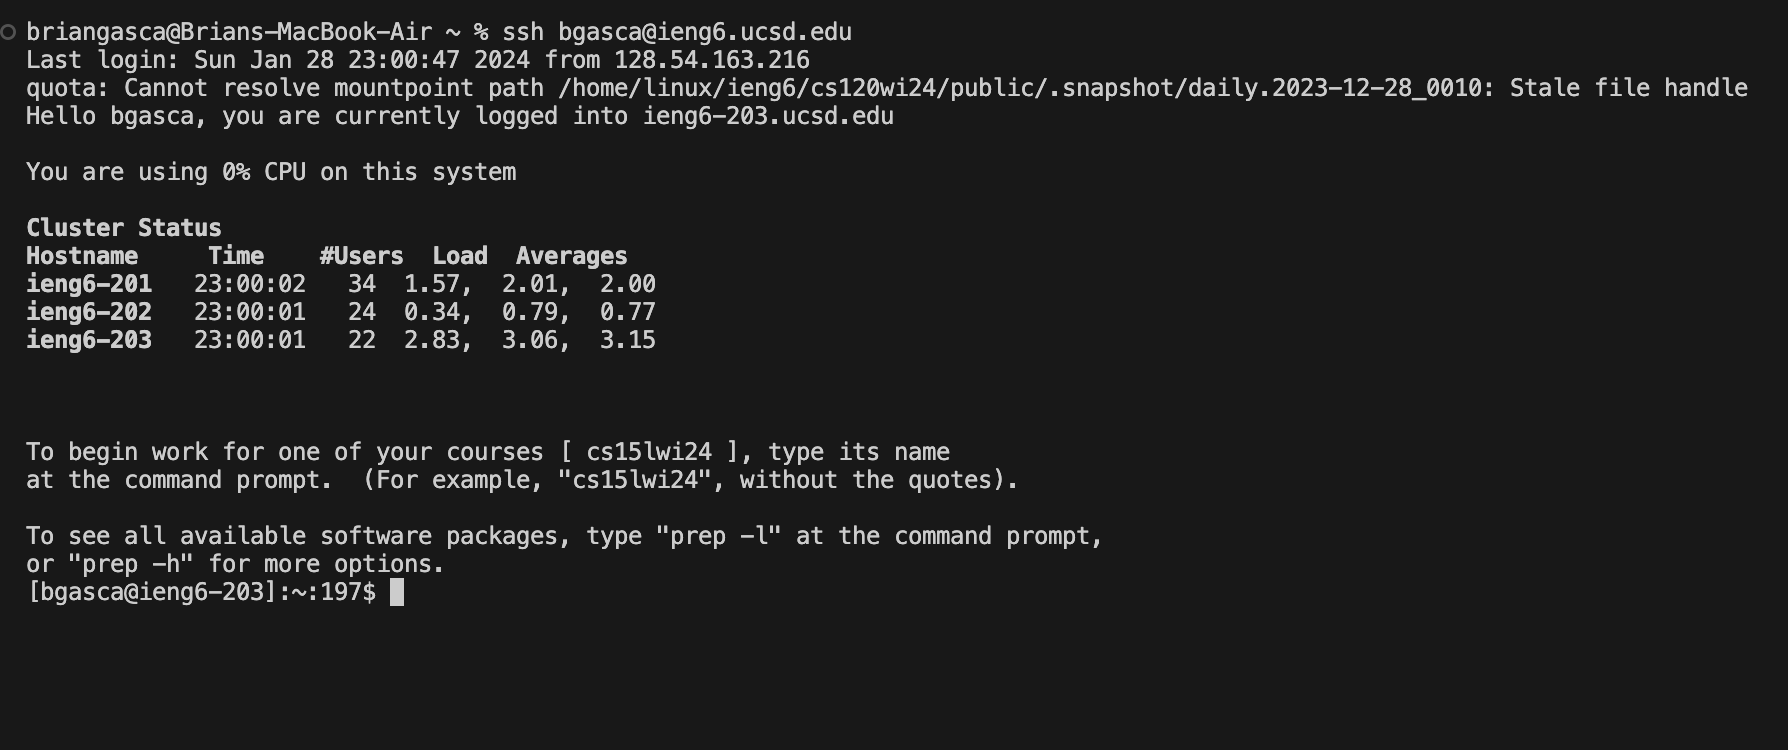 briangasca@Brians-MacBook-Air ~ % ssh bgasca@ieng6.ucsd.edu
Last login: Sun Jan 28 23:00:47 2024 from 128.54.163.216
quota: Cannot resolve mountpoint path /home/linux/ieng6/cs120wi24/public/.snapshot/daily.2023-12-28_0010: Stale file handle
Hello bgasca, you are currently logged into ieng6-203.ucsd.edu

You are using 0% CPU on this system

Cluster Status
Hostname     Time    #Users  Load  Averages
ieng6-201   23:00:02   34  1.57,  2.01,  2.00
ieng6-202   23:00:01   24  0.34,  0.79,  0.77
ieng6-203   23:00:01   22  2.83,  3.06,  3.15

To begin work for one of your courses [ cs15lwi24 ], type its name
at the command prompt.  (For example, "cs15lwi24", without the quotes).

To see all available software packages, type "prep -l" at the command prompt,
or "prep -h" for more options.
[bgasca@ieng6-203]:~:197$